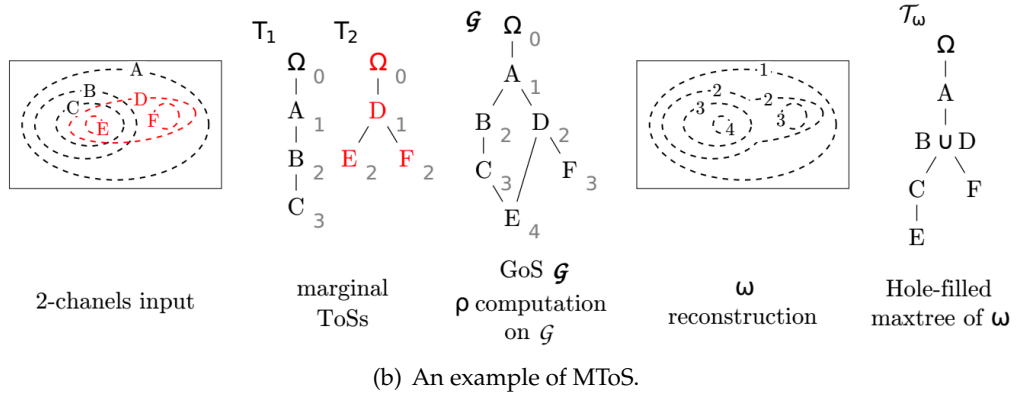 A
B
C
D
E
F
2-chanels input
T1
Ω
0
A
1
B
2
C
3
T2
Ω
0
D
1
E
2
F
2
marginal
ToSs
𝒢
Ω
0
A
1
B
2
D
2
C
3
F
3
E
4
GoS 𝒢
ρ computation
on 𝒢
1
2
2
3
3
4
ω
reconstruction
𝒯ω
Ω
A
B ∪ D
C
F
E
Hole-filled
maxtree of ω
(b) An example of MToS.